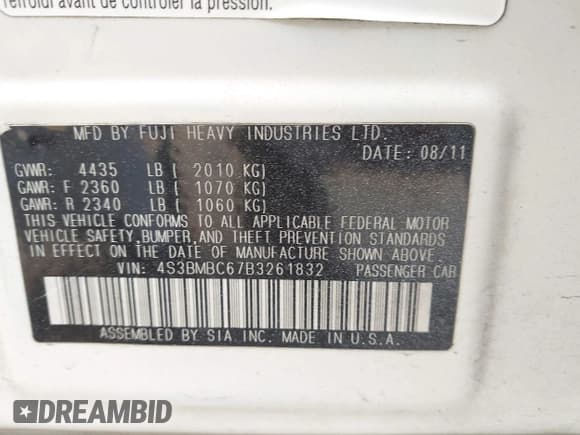 refroidi avant de contrôler la pression.
MFD BY FUJI HEAVY INDUSTRIES LTD.
DATE: 08/11
GVWR: 4435 LB ( 2010 KG)
GAWR: F 2360 LB ( 1070 KG)
GAWR: R 2340 LB ( 1060 KG)
THIS VEHICLE CONFORMS TO ALL APPLICABLE FEDERAL MOTOR
VEHICLE SAFETY,BUMPER,AND THEFT PREVENTION STANDARDS
IN EFFECT ON THE DATE OF MANUFACTURE SHOWN ABOVE.
VIN: 4S3BMBC67B3261832 PASSENGER CAR
ASSEMBLED BY SIA INC. MADE IN U.S.A.
DREAMBID